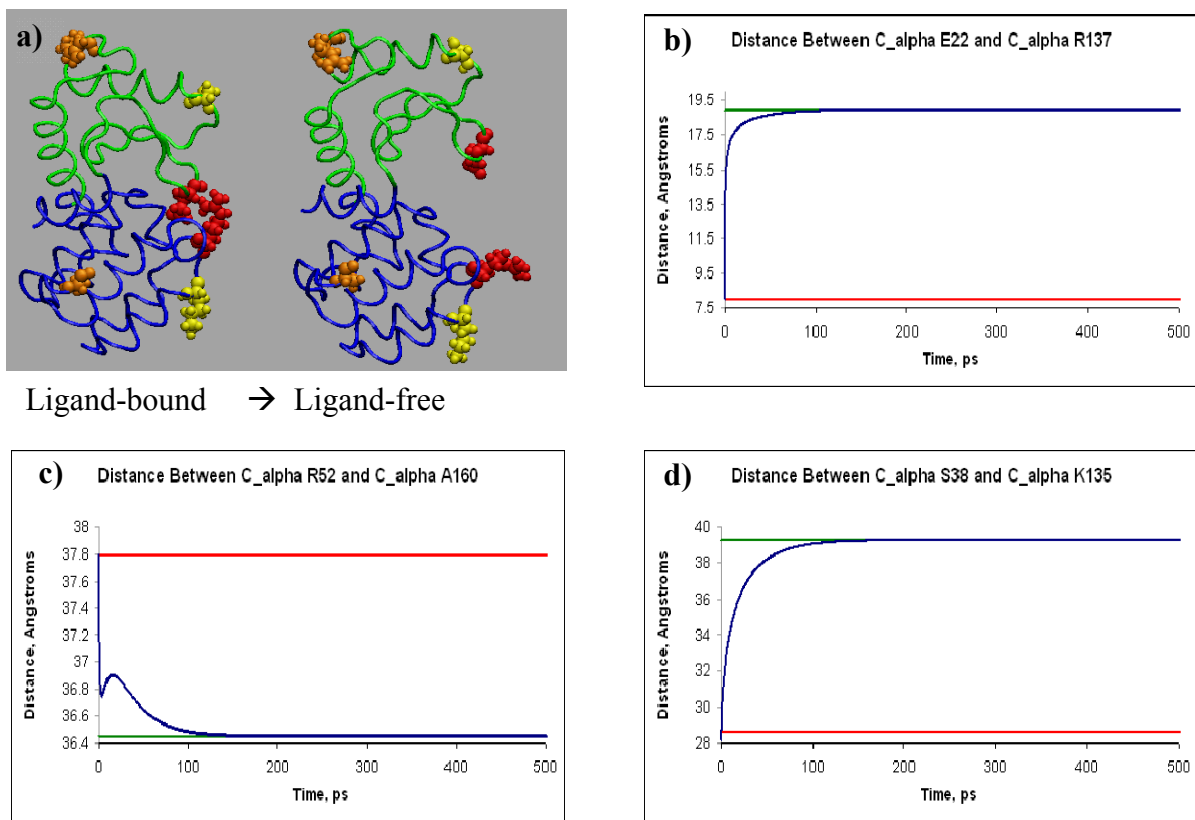 a)
Ligand-bound → Ligand-free
b)
Distance Between C_alpha E22 and C_alpha R137
Distance, Angstroms
19.5
17.5
15.5
13.5
11.5
9.5
7.5
0 100 200 300 400 500
Time, ps
c)
Distance Between C_alpha R52 and C_alpha A160
Distance, Angstroms
38
37.8
37.6
37.4
37.2
37
36.8
36.6
36.4
0 100 200 300 400 500
Time, ps
d)
Distance Between C_alpha S38 and C_alpha K135
Distance, Angstroms
40
38
36
34
32
30
28
0 100 200 300 400 500
Time, ps